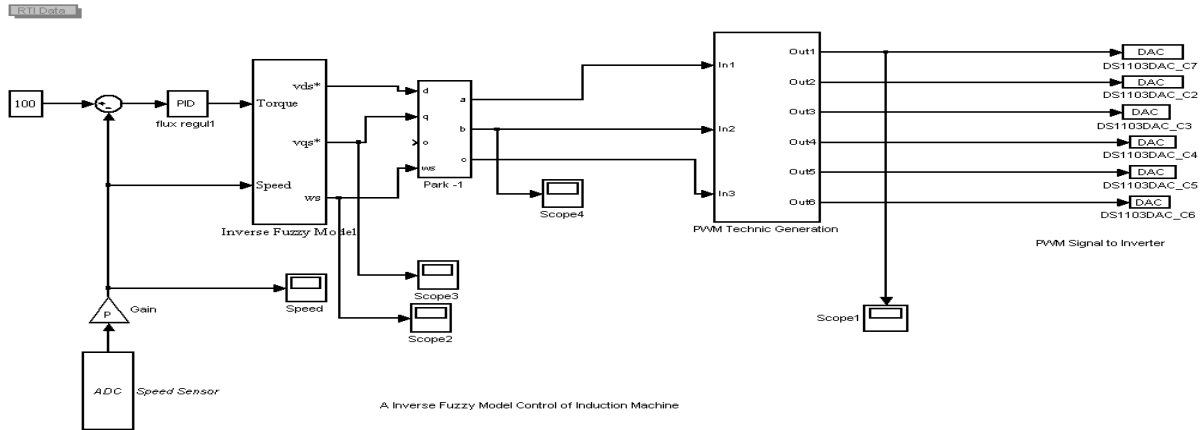 RTI Data
100
+
-
PID
flux regul1
Torque
Speed
vds*
vqs*
ws
Inverse Fuzzy Model
d
q
o
ws
a
b
c
Park -1
Scope4
In1
In2
In3
Out1
Out2
Out3
Out4
Out5
Out6
PWM Technic Generation
DAC
DS1103DAC_C7
DAC
DS1103DAC_C2
DAC
DS1103DAC_C3
DAC
DS1103DAC_C4
DAC
DS1103DAC_C5
DAC
DS1103DAC_C6
PWM Signal to Inverter
Scope3
Speed
Scope2
Scope1
P
Gain
ADC
Speed Sensor
A Inverse Fuzzy Model Control of Induction Machine